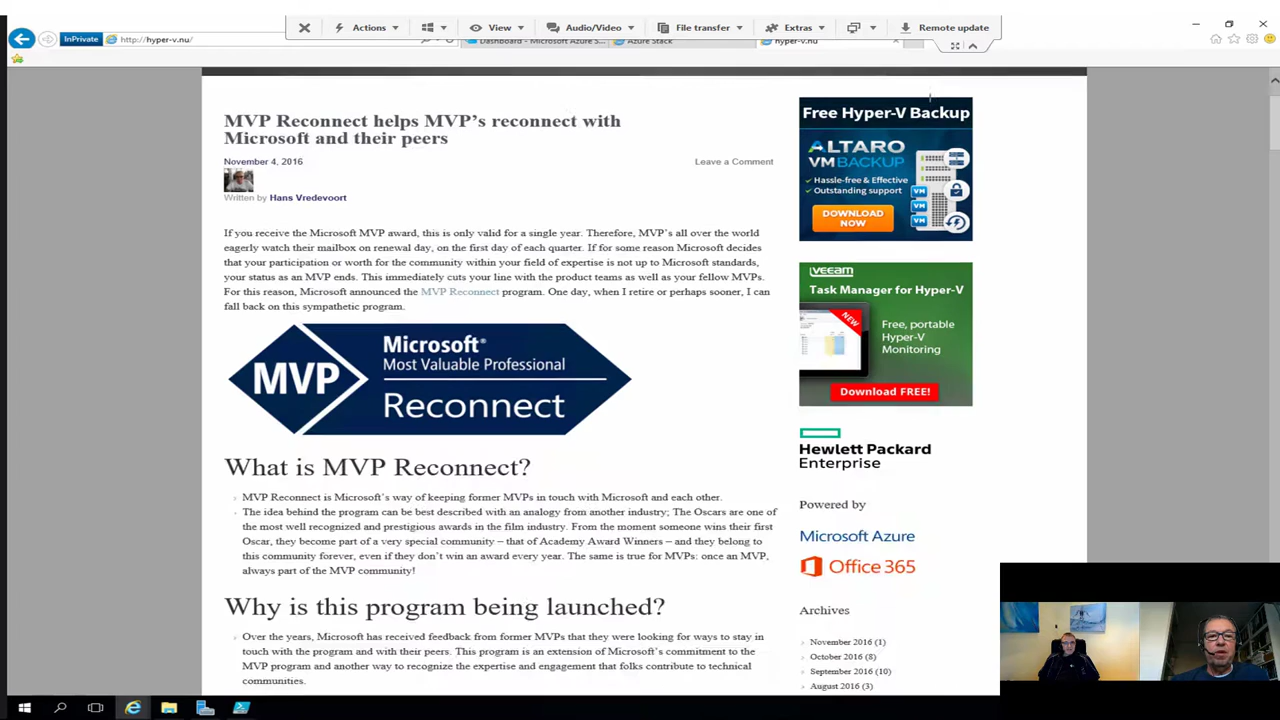 Actions
View
Audio/Video
File transfer
Extras
Remote update
InPrivate
http://hyper-v.nu/
Dashboard - Microsoft Azure S...
Azure Stack
hyper-v.nu
MVP Reconnect helps MVP's reconnect with
Microsoft and their peers
November 4, 2016
Leave a Comment
Written by Hans Vredevoort
If you receive the Microsoft MVP award, this is only valid for a single year. Therefore, MVP's all over the world
eagerly watch their mailbox on renewal day, on the first day of each quarter. If for some reason Microsoft decides
that your participation or worth for the community within your field of expertise is not up to Microsoft standards,
your status as an MVP ends. This immediately cuts your line with the product teams as well as your fellow MVPs.
For this reason, Microsoft announced the MVP Reconnect program. One day, when I retire or perhaps sooner, I can
fall back on this sympathetic program.
MVP
Microsoft®
Most Valuable Professional
Reconnect
What is MVP Reconnect?
MVP Reconnect is Microsoft's way of keeping former MVPs in touch with Microsoft and each other.
The idea behind the program can be best described with an analogy from another industry; The Oscars are one of
the most well recognized and prestigious awards in the film industry. From the moment someone wins their first
Oscar, they become part of a very special community – that of Academy Award Winners – and they belong to
this community forever, even if they don't win an award every year. The same is true for MVPs: once an MVP,
always part of the MVP community!
Why is this program being launched?
Over the years, Microsoft has received feedback from former MVPs that they were looking for ways to stay in
touch with the program and with their peers. This program is an extension of Microsoft's commitment to the
MVP program and another way to recognize the expertise and engagement that folks contribute to technical
communities.
Free Hyper-V Backup
ALTARO
VM BACKUP
Hassle-free & Effective
Outstanding support
DOWNLOAD
NOW
VM
VM
VM
veeAM
Task Manager for Hyper-V
NEW
Free, portable
Hyper-V
Monitoring
Download FREE!
Hewlett Packard
Enterprise
Powered by
Microsoft Azure
Office 365
Archives
November 2016 (1)
October 2016 (8)
September 2016 (10)
August 2016 (3)